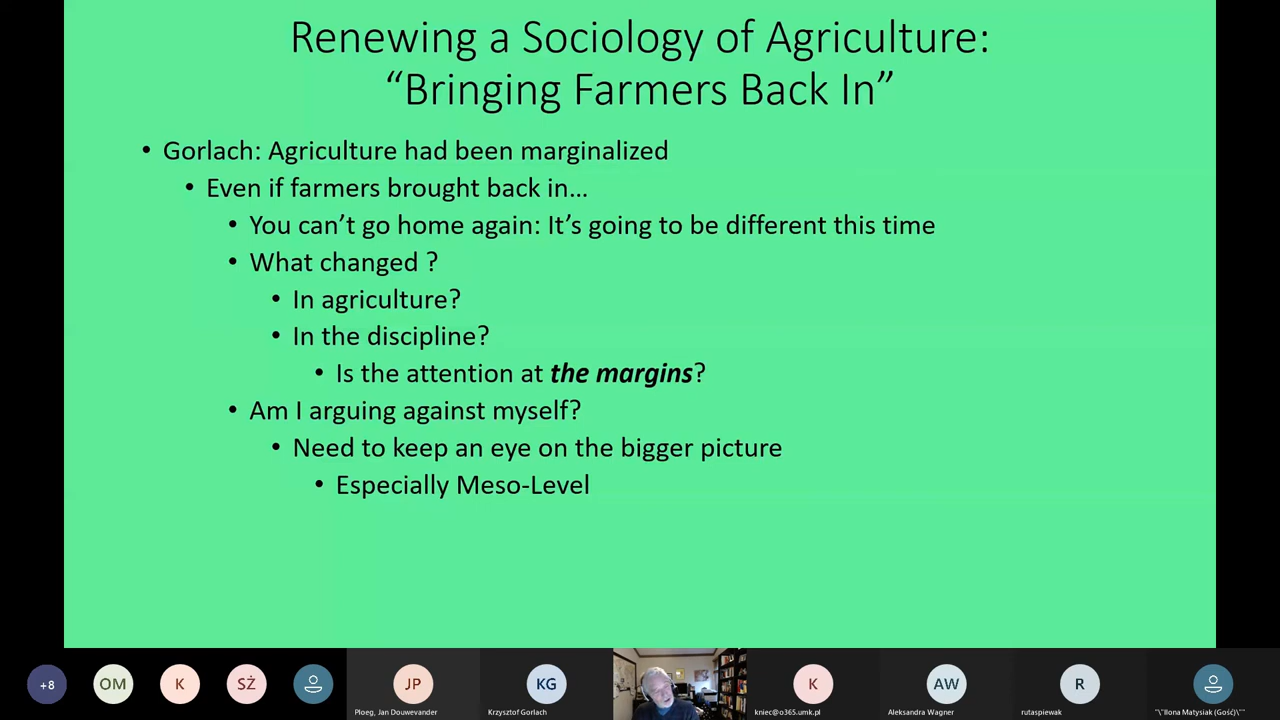 Renewing a Sociology of Agriculture:
“Bringing Farmers Back In”
• Gorlach: Agriculture had been marginalized
• Even if farmers brought back in...
• You can’t go home again: It’s going to be different this time
• What changed ?
• In agriculture?
• In the discipline?
• Is the attention at the margins?
• Am I arguing against myself?
• Need to keep an eye on the bigger picture
• Especially Meso-Level
+8
OM
K
SŻ
JP
KG
K
AW
R
Ploeg, Jan Douwevander
Krzysztof Gorlach
kniec@o365.umk.pl
Aleksandra Wagner
rutaspiewak
"\"Ilona Matysiak (Gość)\""